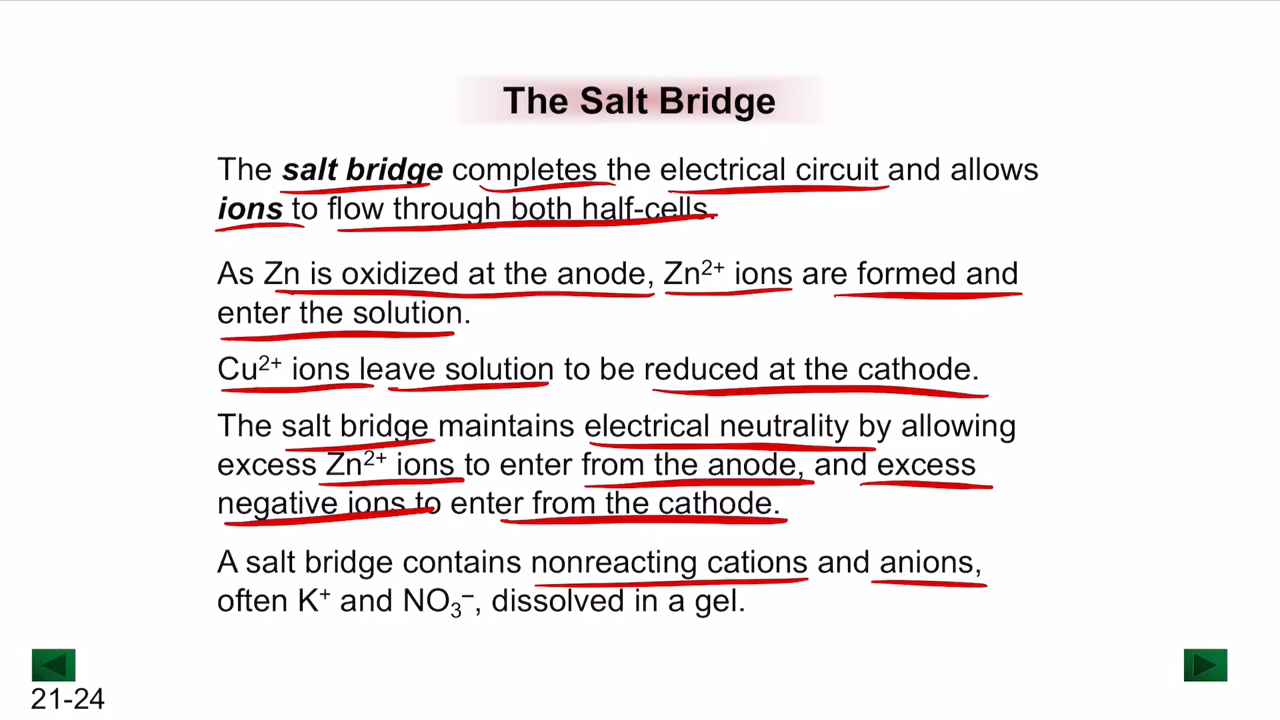 The Salt Bridge
The salt bridge completes the electrical circuit and allows
ions to flow through both half-cells.
As Zn is oxidized at the anode, Zn²⁺ ions are formed and
enter the solution.
Cu²⁺ ions leave solution to be reduced at the cathode.
The salt bridge maintains electrical neutrality by allowing
excess Zn²⁺ ions to enter from the anode, and excess
negative ions to enter from the cathode.
A salt bridge contains nonreacting cations and anions,
often K⁺ and NO₃⁻, dissolved in a gel.
21-24